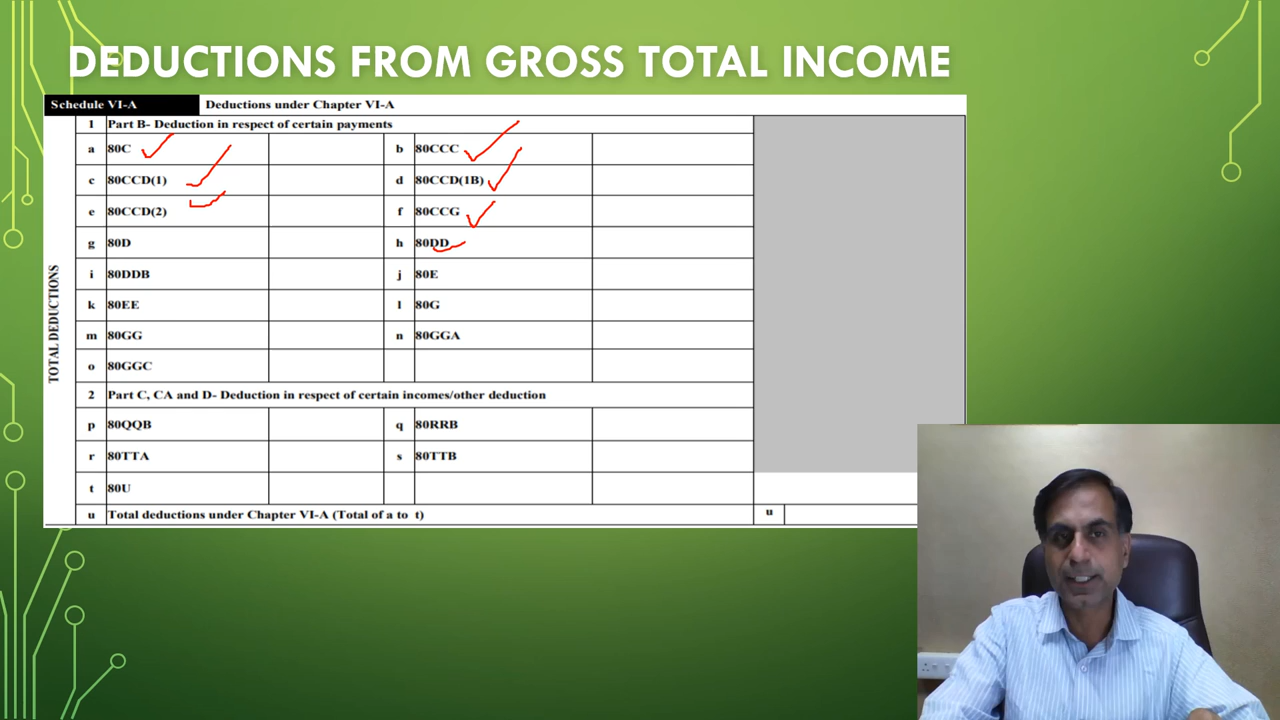 DEDUCTIONS FROM GROSS TOTAL INCOME
Schedule VI-A Deductions under Chapter VI-A
TOTAL DEDUCTIONS
1 Part B- Deduction in respect of certain payments
a 80C b 80CCC
c 80CCD(1) d 80CCD(1B)
e 80CCD(2) f 80CCG
g 80D h 80DD
i 80DDB j 80E
k 80EE l 80G
m 80GG n 80GGA
o 80GGC
2 Part C, CA and D- Deduction in respect of certain incomes/other deduction
p 80QQB q 80RRB
r 80TTA s 80TTB
t 80U
u Total deductions under Chapter VI-A (Total of a to t) u